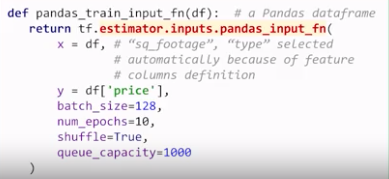 def pandas_train_input_fn(df): # a Pandas dataframe
return tf.estimator.inputs.pandas_input_fn(
x = df, # “sq_footage”, “type” selected
# automatically because of feature
# columns definition
y = df['price'],
batch_size=128,
num_epochs=10,
shuffle=True,
queue_capacity=1000
)